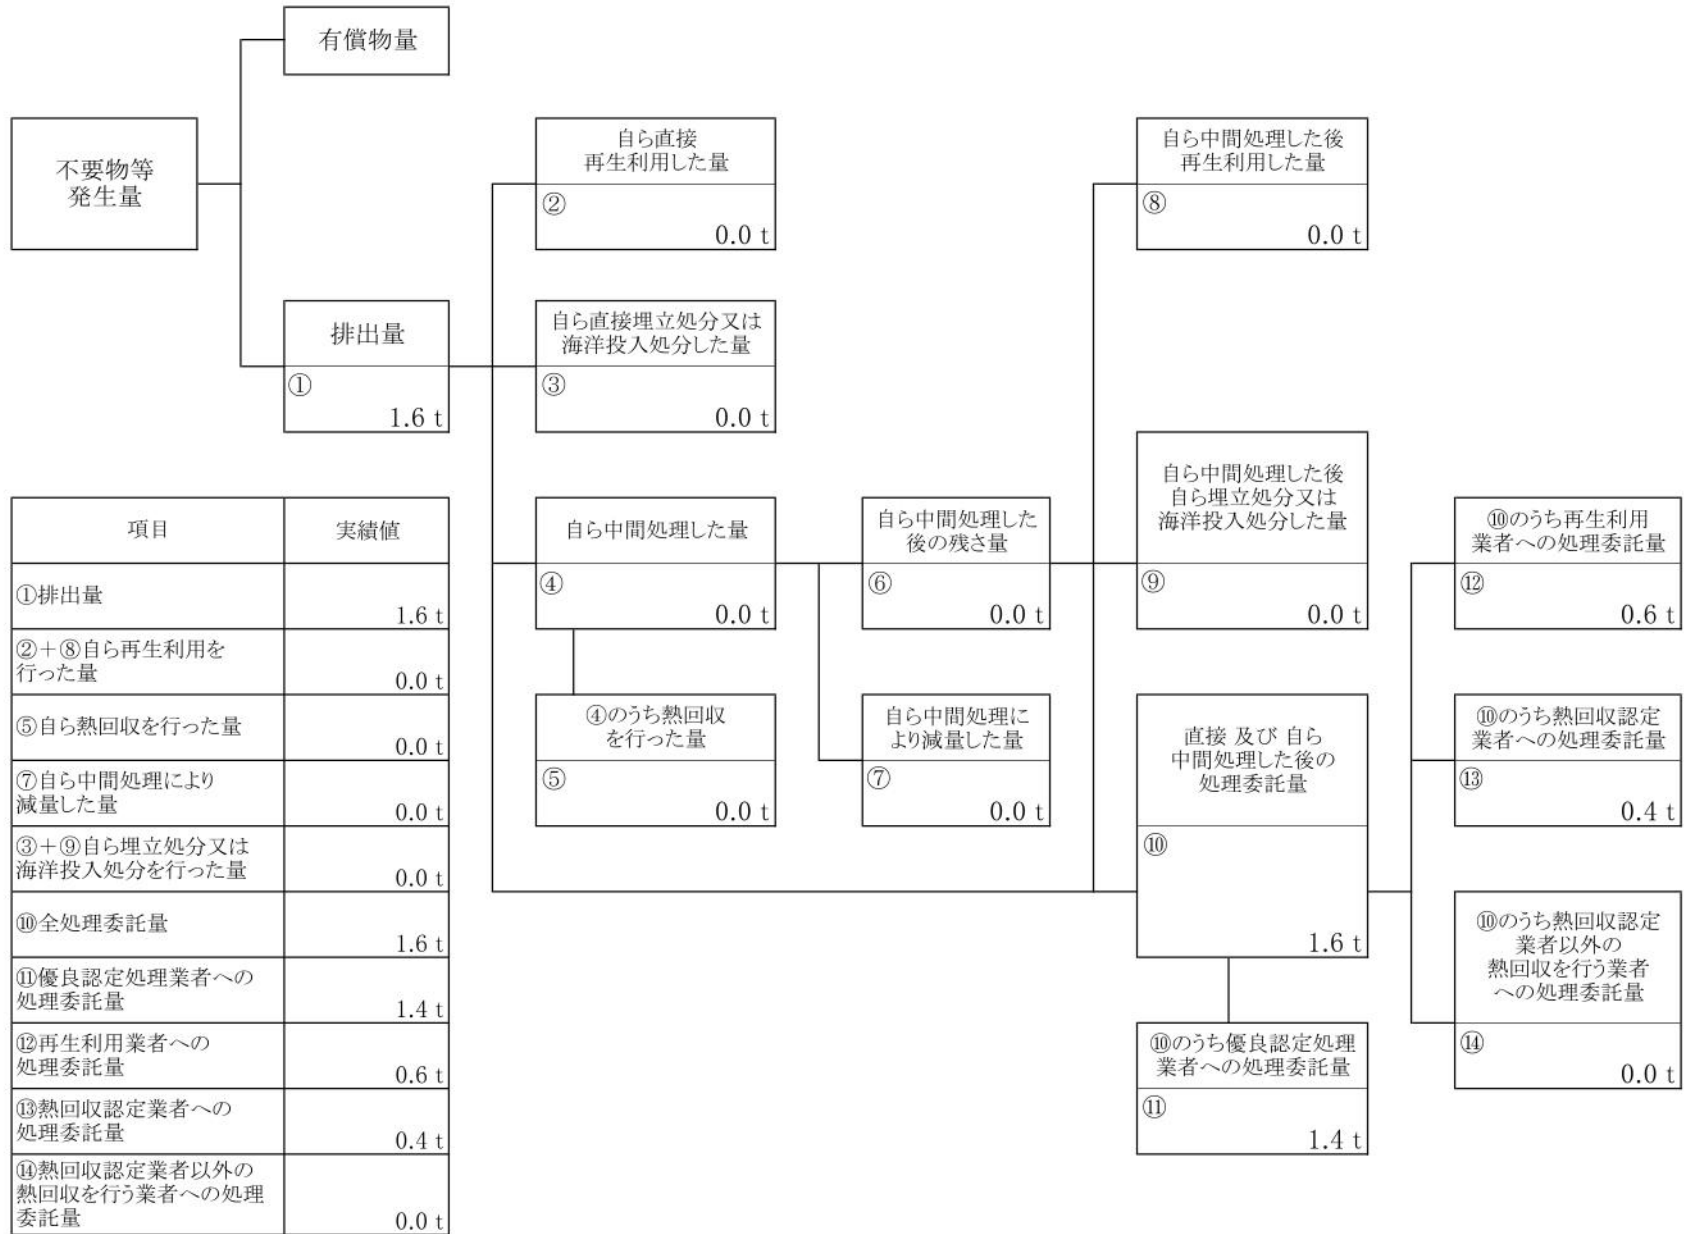 有償物量
不要物等
発生量
排出量
①
1.6 t
自ら直接
再生利用した量
②
0.0 t
自ら直接埋立処分又は
海洋投入処分した量
③
0.0 t
自ら中間処理した量
④
0.0 t
④のうち熱回収
を行った量
⑤
0.0 t
自ら中間処理した
後の残さ量
⑥
0.0 t
自ら中間処理に
より減量した量
⑦
0.0 t
自ら中間処理した後
再生利用した量
⑧
0.0 t
自ら中間処理した後
自ら埋立処分又は
海洋投入処分した量
⑨
0.0 t
直接 及び 自ら
中間処理した後の
処理委託量
⑩
1.6 t
⑩のうち優良認定処理
業者への処理委託量
⑪
1.4 t
⑩のうち再生利用
業者への処理委託量
⑫
0.6 t
⑩のうち熱回収認定
業者への処理委託量
⑬
0.4 t
⑩のうち熱回収認定
業者以外の
熱回収を行う業者
への処理委託量
⑭
0.0 t
項目 実績値
①排出量
1.6 t
②＋⑧自ら再生利用を
行った量
0.0 t
⑤自ら熱回収を行った量
0.0 t
⑦自ら中間処理により
減量した量
0.0 t
③＋⑨自ら埋立処分又は
海洋投入処分を行った量
0.0 t
⑩全処理委託量
1.6 t
⑪優良認定処理業者への
処理委託量
1.4 t
⑫再生利用業者への
処理委託量
0.6 t
⑬熱回収認定業者への
処理委託量
0.4 t
⑭熱回収認定業者以外の
熱回収を行う業者への処理
委託量
0.0 t